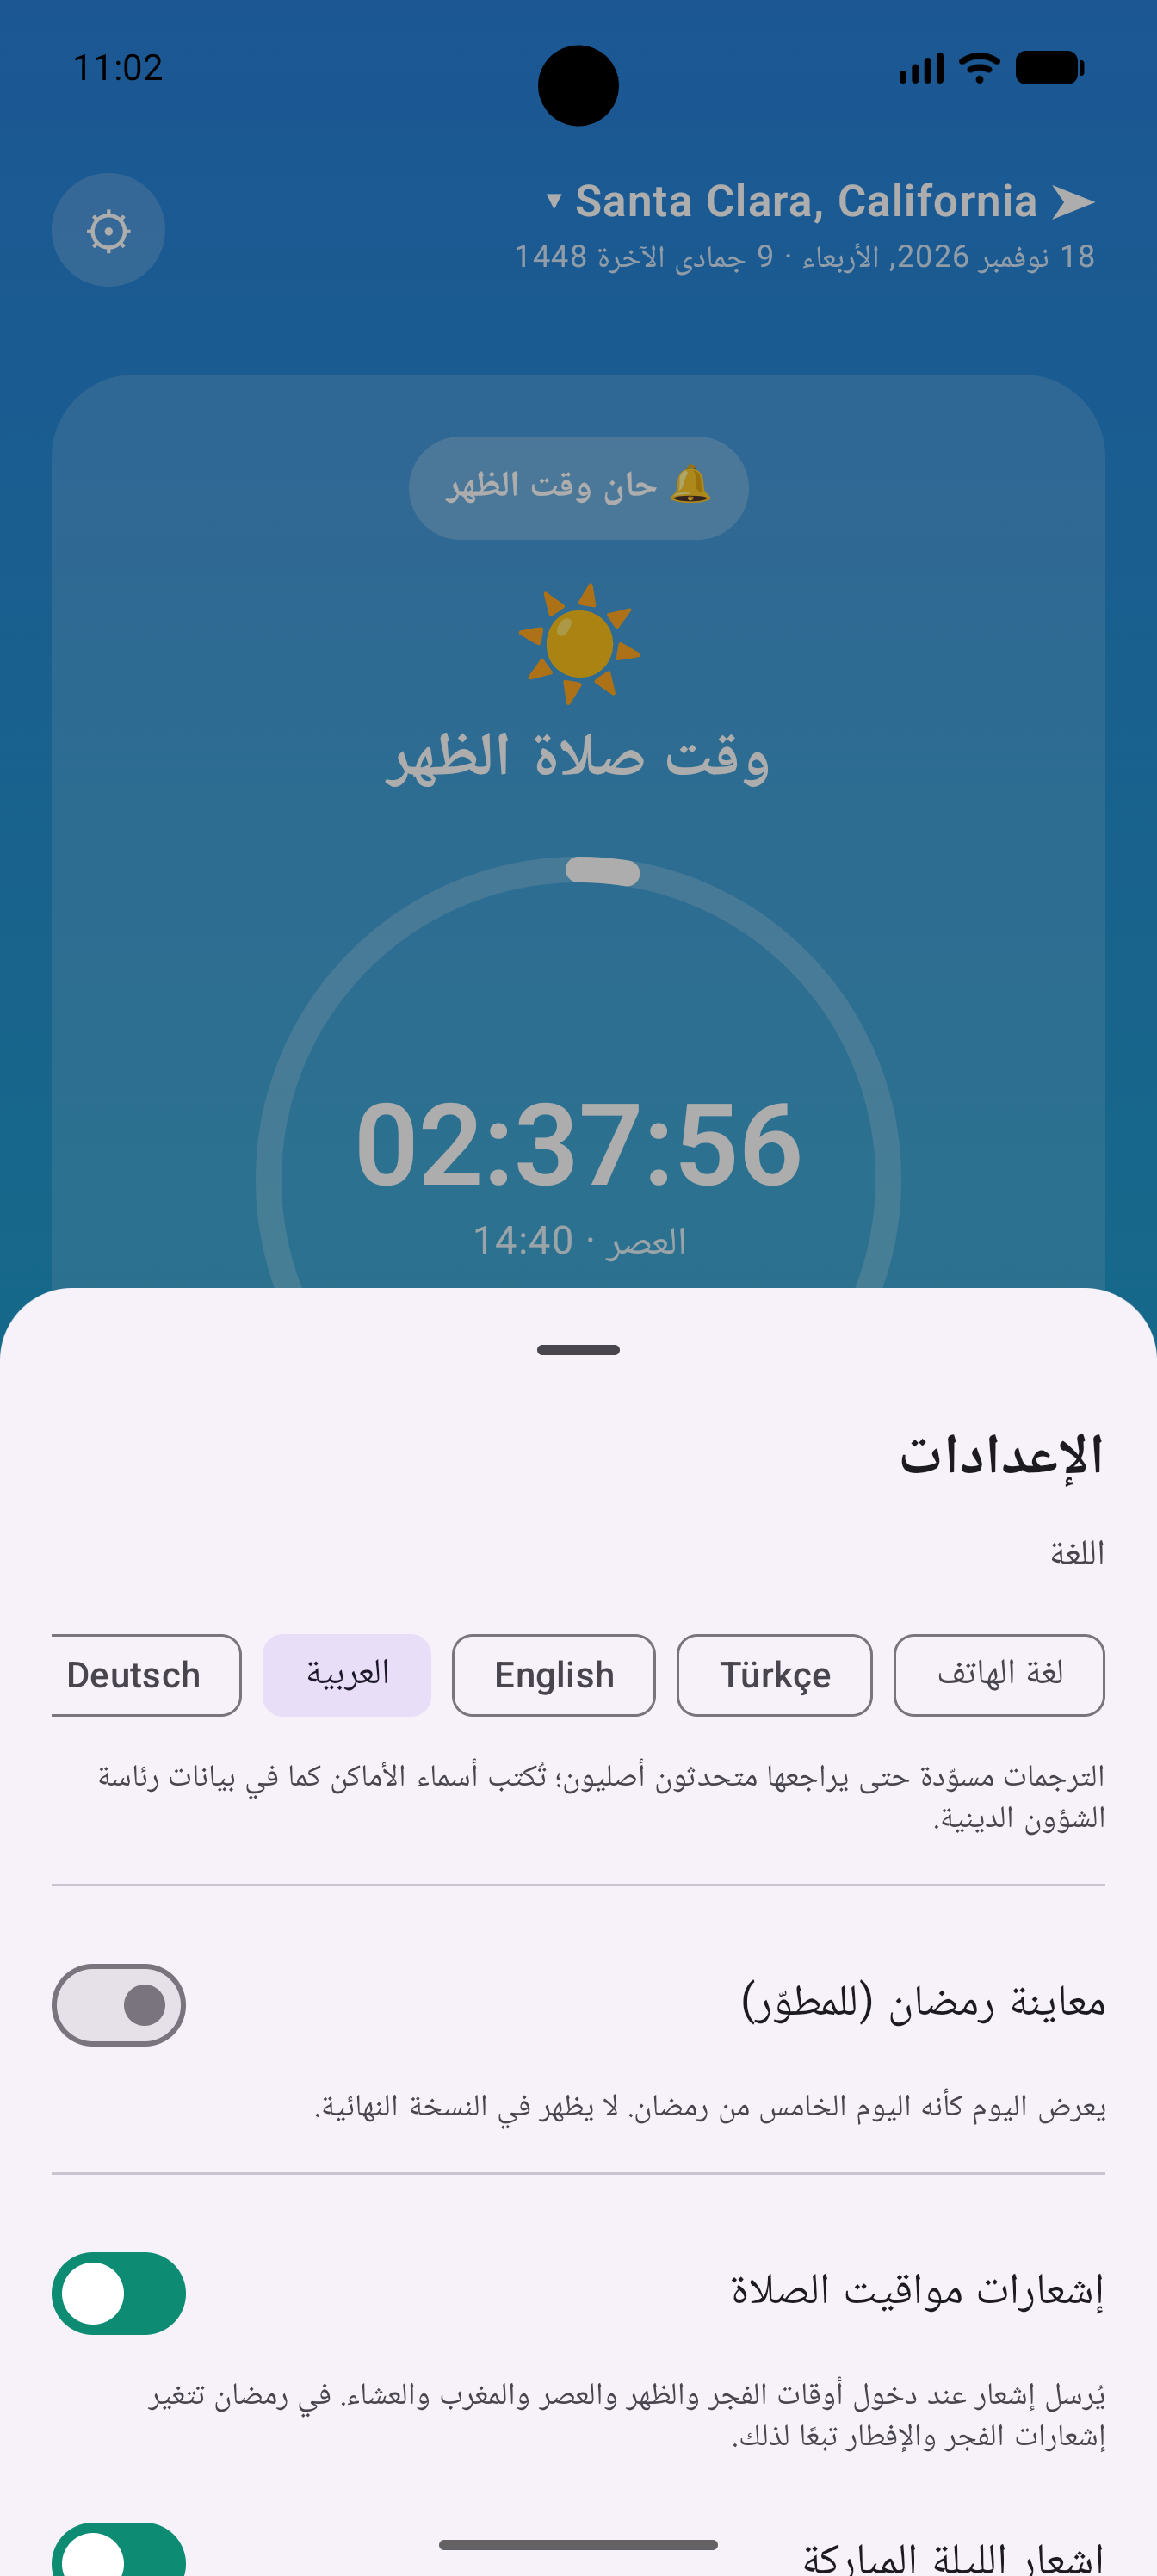 11:02
Santa Clara, California
18 نوفمبر 2026, الأربعاء · 9 جمادى الآخرة 1448
🔔 حان وقت الظهر
وقت صلاة الظهر
02:37:56
العصر · 14:40
الإعدادات
اللغة
لغة الهاتف
Türkçe
English
العربية
Deutsch
الترجمات مسوّدة حتى يراجعها متحدثون أصليون؛ تُكتب أسماء الأماكن كما في بيانات رئاسة
الشؤون الدينية.
معاينة رمضان (للمطوّر)
يعرض اليوم كأنه اليوم الخامس من رمضان. لا يظهر في النسخة النهائية.
إشعارات مواقيت الصلاة
يُرسل إشعار عند دخول أوقات الفجر والظهر والعصر والمغرب والعشاء. في رمضان تتغير
إشعارات الفجر والإفطار تبعًا لذلك.
إشعار الليلة المباركة